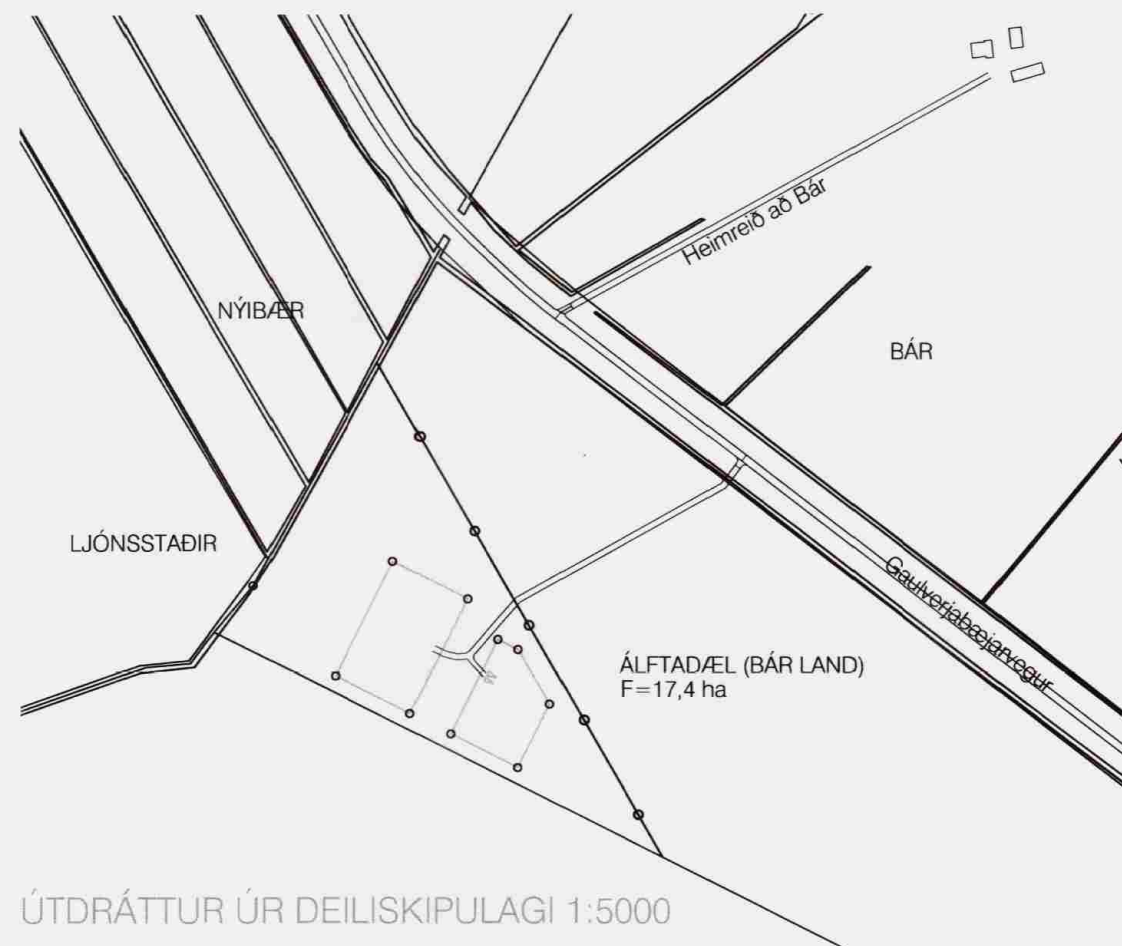 Heimreið að Bár
NÝIBÆR
BÁR
LJÓNSSTAÐIR
Gaulverjabæjarvegur
ÁLFTADÆL (BÁR LAND)
F=17,4 ha
ÚTDRÁTTUR ÚR DEILISKIPULAGI 1:5000